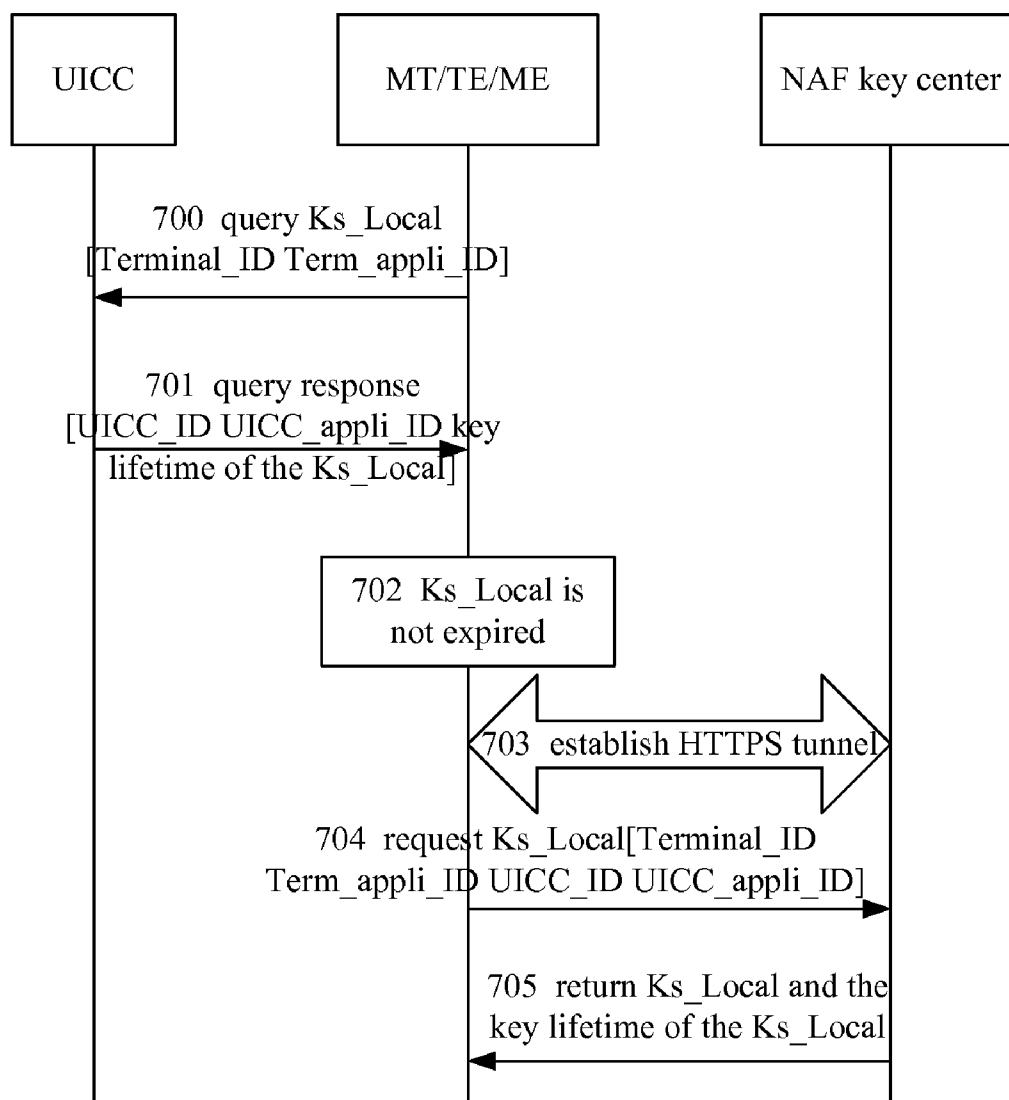 UICC
MT/TE/ME
NAF key center
700 query Ks_Local
[Terminal_ID Term_appli_ID]
701 query response
[UICC_ID UICC_appli_ID key
lifetime of the Ks_Local]
702 Ks_Local is
not expired
703 establish HTTPS tunnel
704 request Ks_Local[Terminal_ID
Term_appli_ID UICC_ID UICC_appli_ID]
705 return Ks_Local and the
key lifetime of the Ks_Local